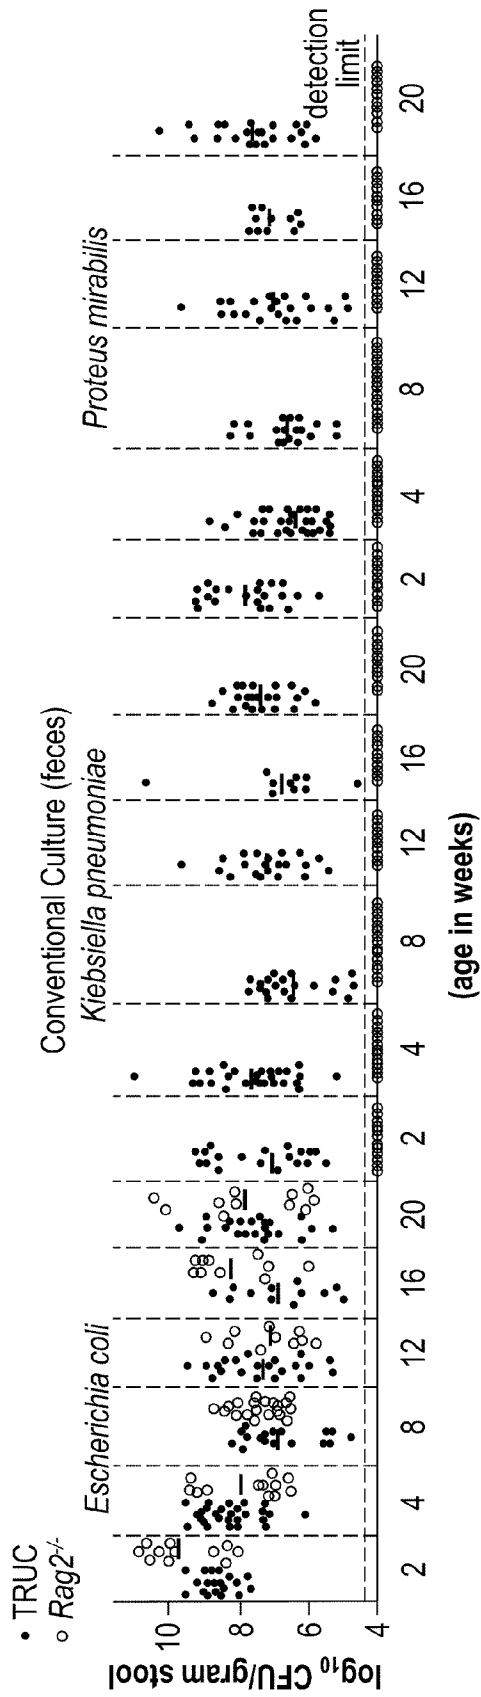 • TRUC
○ Rag2-/-
Conventional Culture (feces)
Escherichia coli
Kiebsiella pneumoniae
Proteus mirabilis
log10 CFU/gram stool
10
8
6
4
detection
limit
2 4 8 12 16 20 2 4 8 12 16 20 2 4 8 12 16 20
(age in weeks)